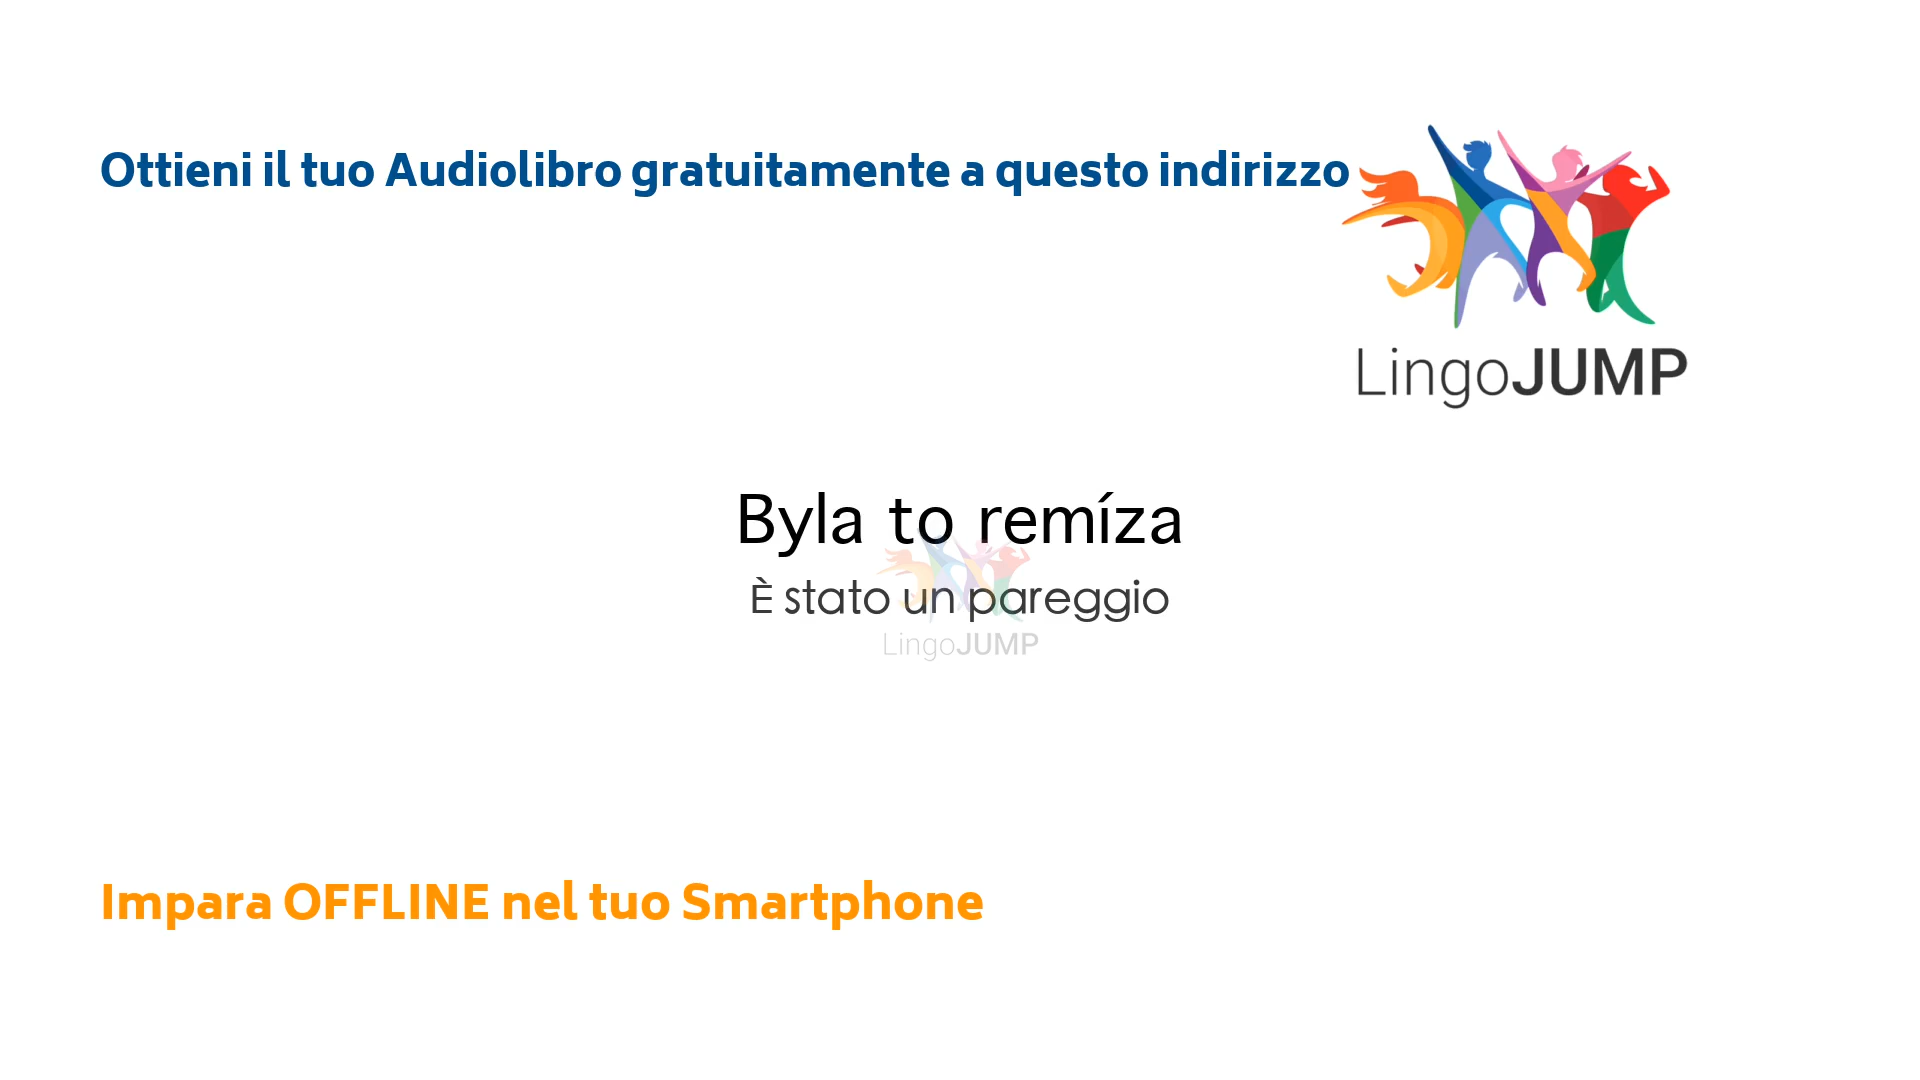 Ottieni il tuo Audiolibro gratuitamente a questo indirizzo
LingoJUMP
Byla to remíza
È stato un pareggio
LingoJUMP
Impara OFFLINE nel tuo Smartphone